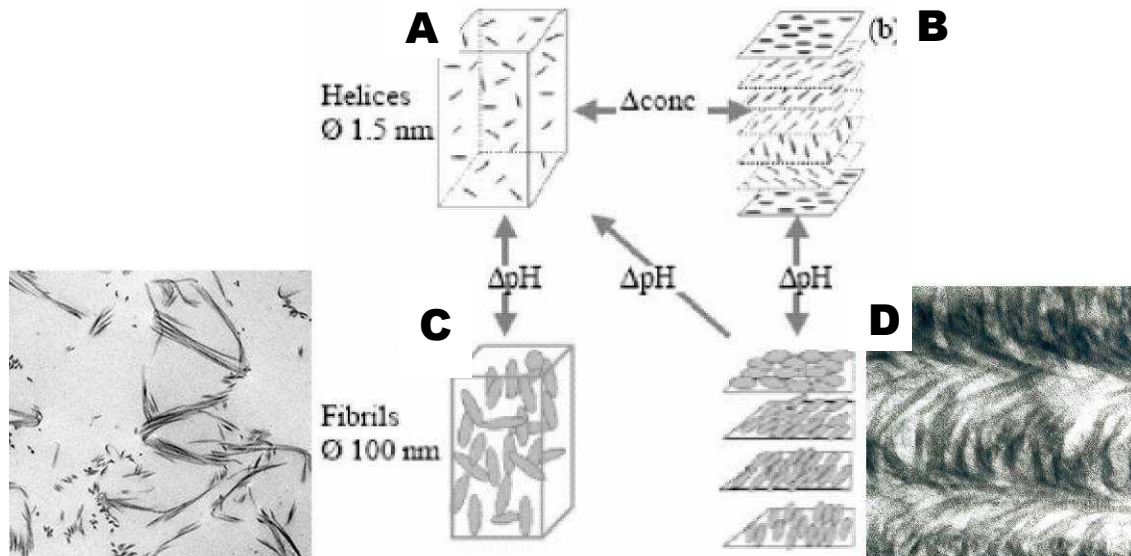 A
(b) B
Helices
Ø 1.5 nm
Δconc
ΔpH
ΔpH
ΔpH
C
D
Fibrils
Ø 100 nm